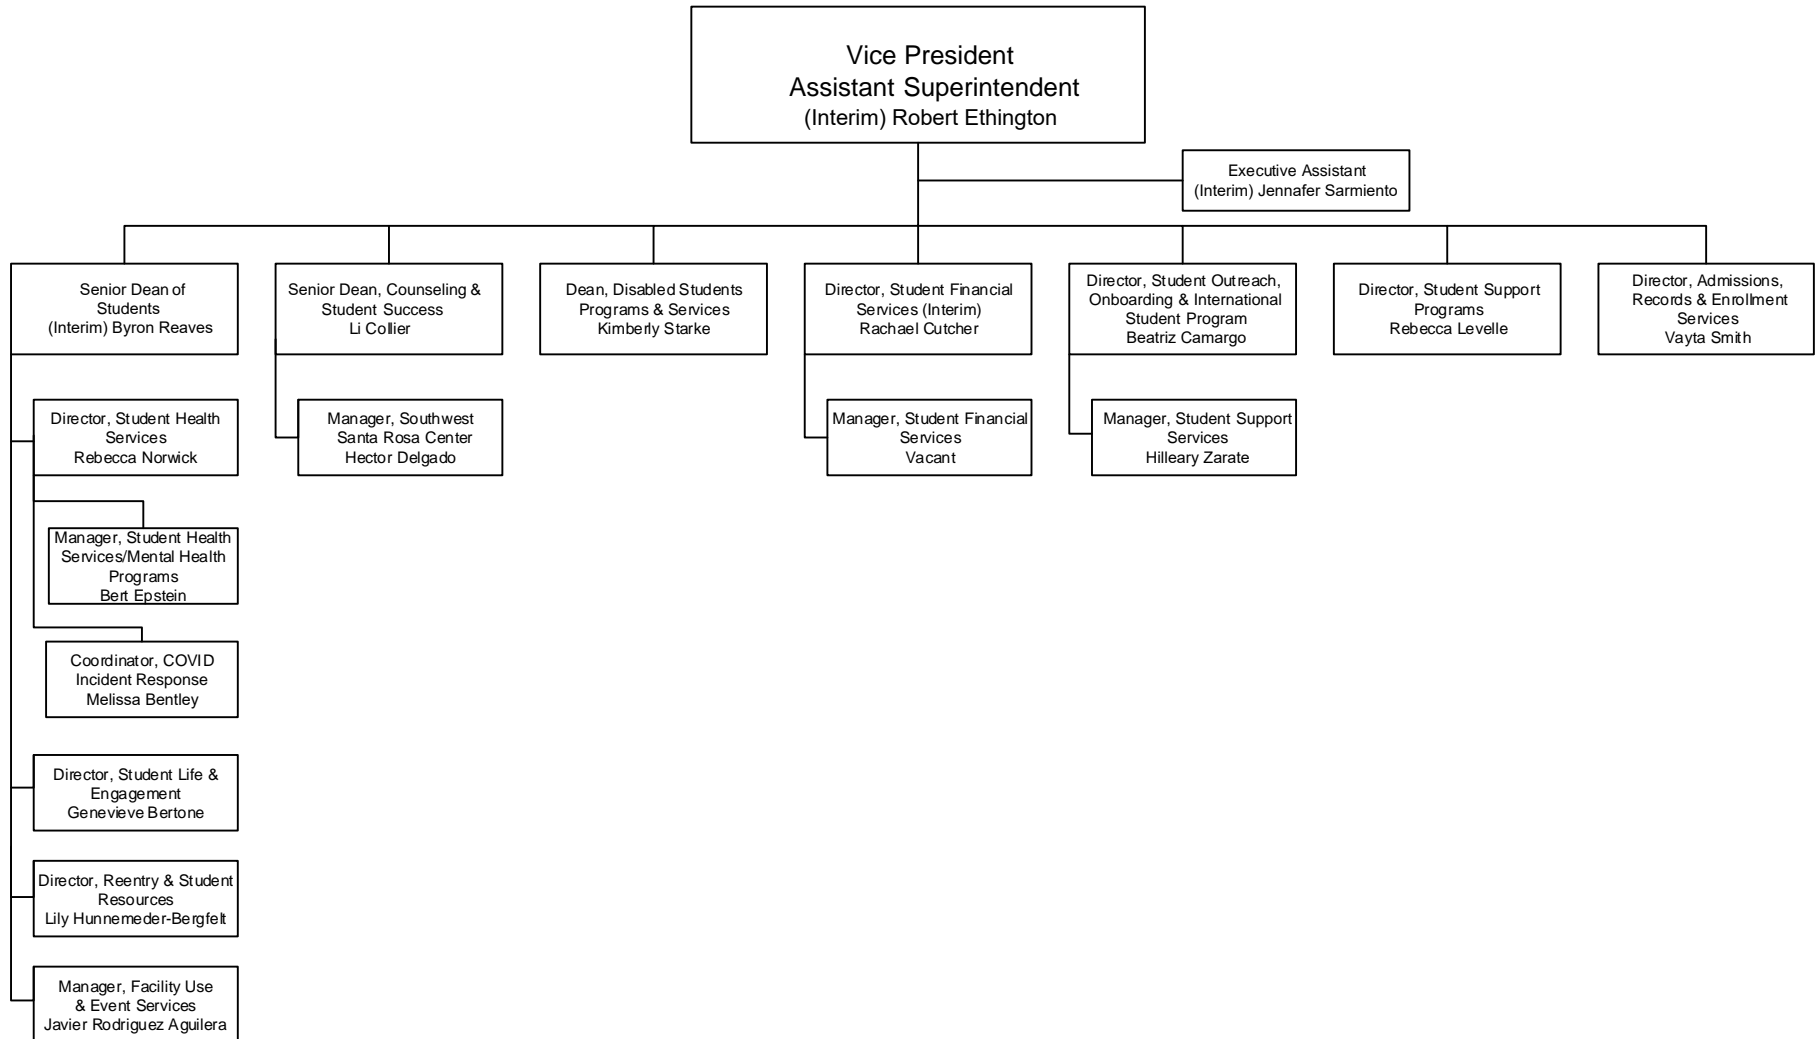 Vice President
Assistant Superintendent
(Interim) Robert Ethington
Executive Assistant
(Interim) Jennafer Sarmiento
Senior Dean of
Students
(Interim) Byron Reaves
Senior Dean, Counseling &
Student Success
Li Collier
Dean, Disabled Students
Programs & Services
Kimberly Starke
Director, Student Financial
Services (Interim)
Rachael Cutcher
Director, Student Outreach,
Onboarding & International
Student Program
Beatriz Camargo
Director, Student Support
Programs
Rebecca Levelle
Director, Admissions,
Records & Enrollment
Services
Vayta Smith
Director, Student Health
Services
Rebecca Norwick
Manager, Southwest
Santa Rosa Center
Hector Delgado
Manager, Student Financial
Services
Vacant
Manager, Student Support
Services
Hilleary Zarate
Manager, Student Health
Services/Mental Health
Programs
Bert Epstein
Coordinator, COVID
Incident Response
Melissa Bentley
Director, Student Life &
Engagement
Genevieve Bertone
Director, Reentry & Student
Resources
Lily Hunnemeder-Bergfelt
Manager, Facility Use
& Event Services
Javier Rodriguez Aguilera